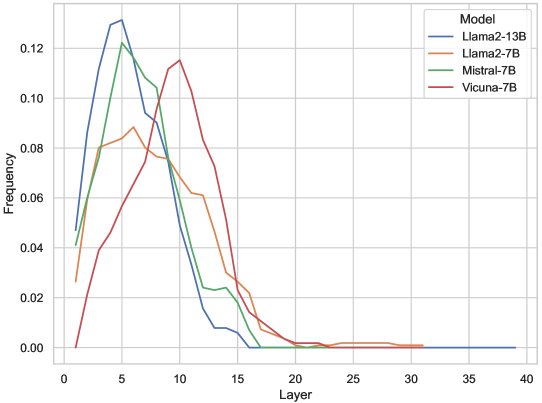 Model
Llama2-13B
Llama2-7B
Mistral-7B
Vicuna-7B
Frequency
0.12
0.10
0.08
0.06
0.04
0.02
0.00
0 5 10 15 20 25 30 35 40
Layer